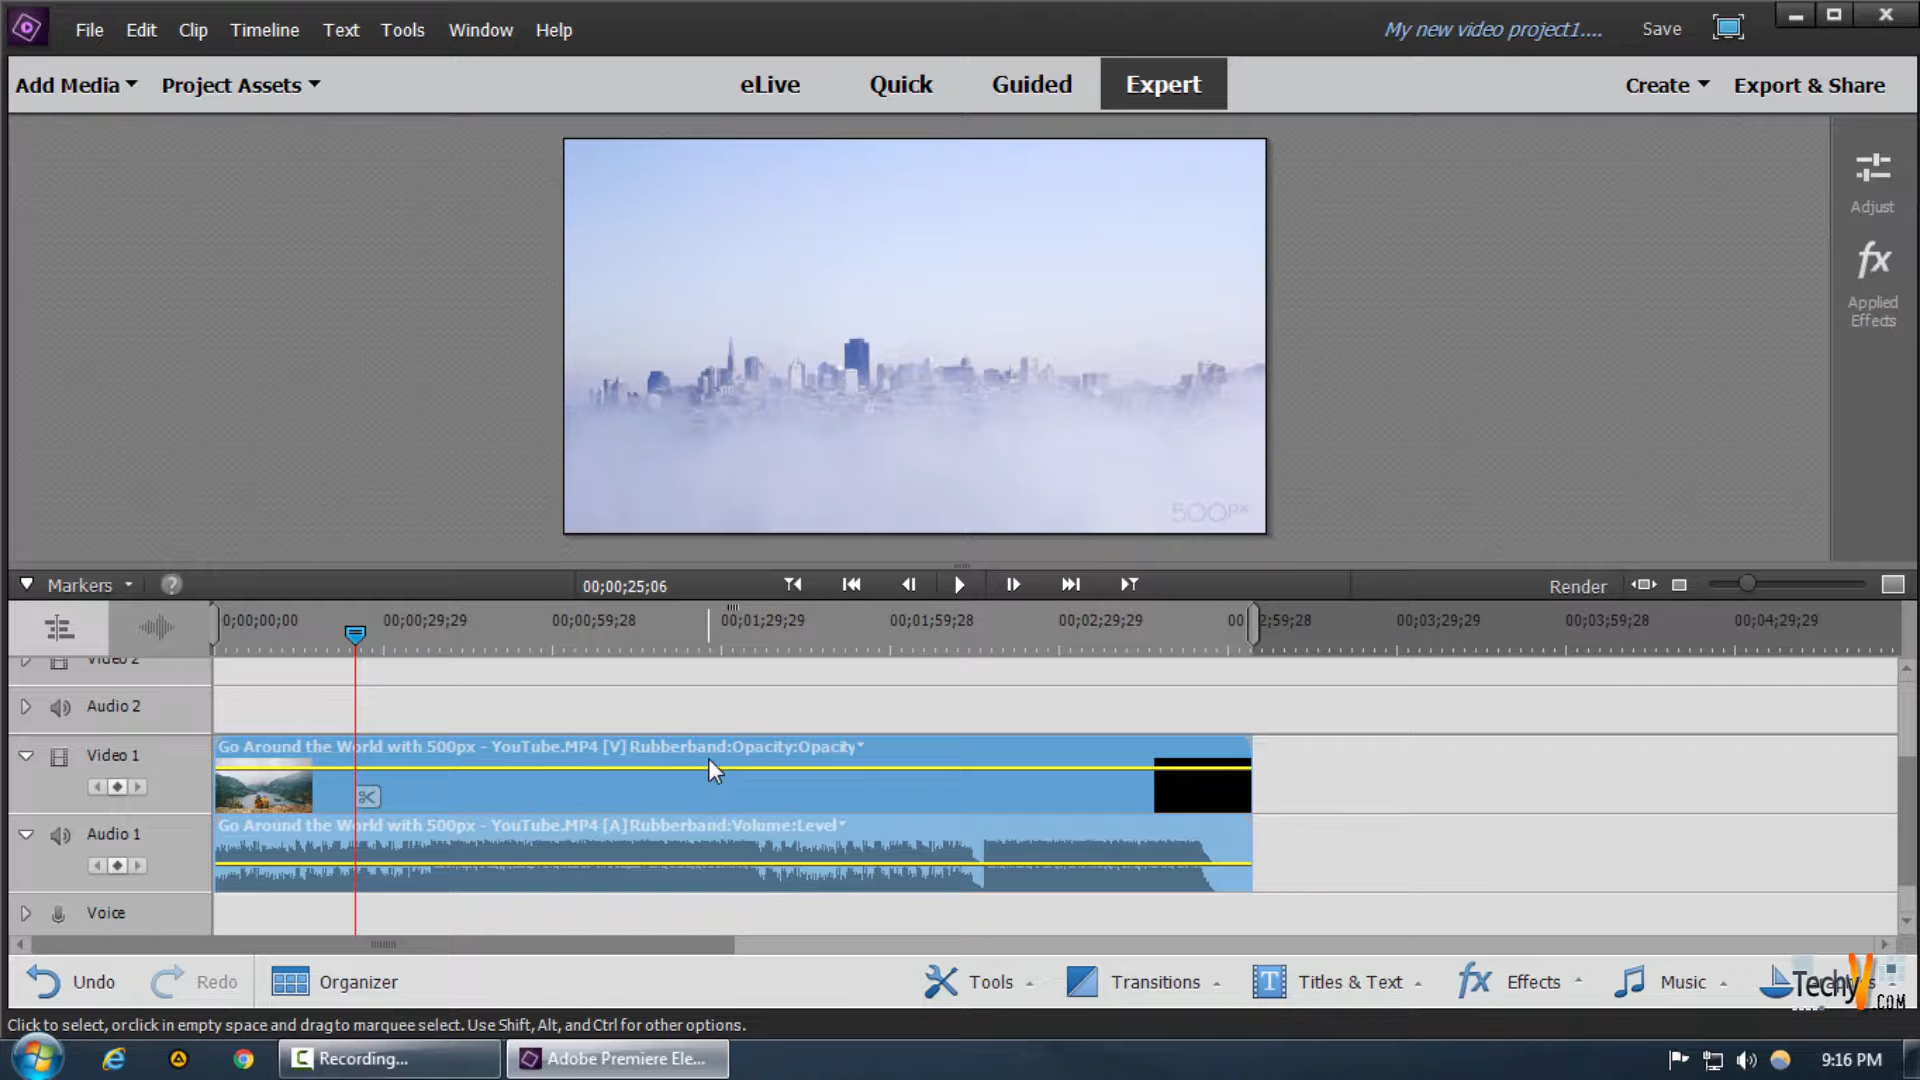 File Edit Clip Timeline Text Tools Window Help My new video project1.... Save
Add Media Project Assets eLive Quick Guided Expert Create Export & Share
Adjust
fx
Applied
Effects
500px
Markers ? 00;00;25;06 Render
0;00;00;00 00;00;29;29 00;00;59;28 00;01;29;29 00;01;59;28 00;02;29;29 00 2;59;28 00;03;29;29 00;03;59;28 00;04;29;29
Video 2
Audio 2
Video 1
Go Around the World with 500px - YouTube.MP4 [V] Rubberband:Opacity:Opacity
Audio 1
Go Around the World with 500px - YouTube.MP4 [A] Rubberband:Volume:Level
Voice
Undo Redo Organizer Tools Transitions T Titles & Text fx Effects Music
TechyV
.COM
Click to select, or click in empty space and drag to marquee select. Use Shift, Alt, and Ctrl for other options.
C Recording... Adobe Premiere Ele... 9:16 PM